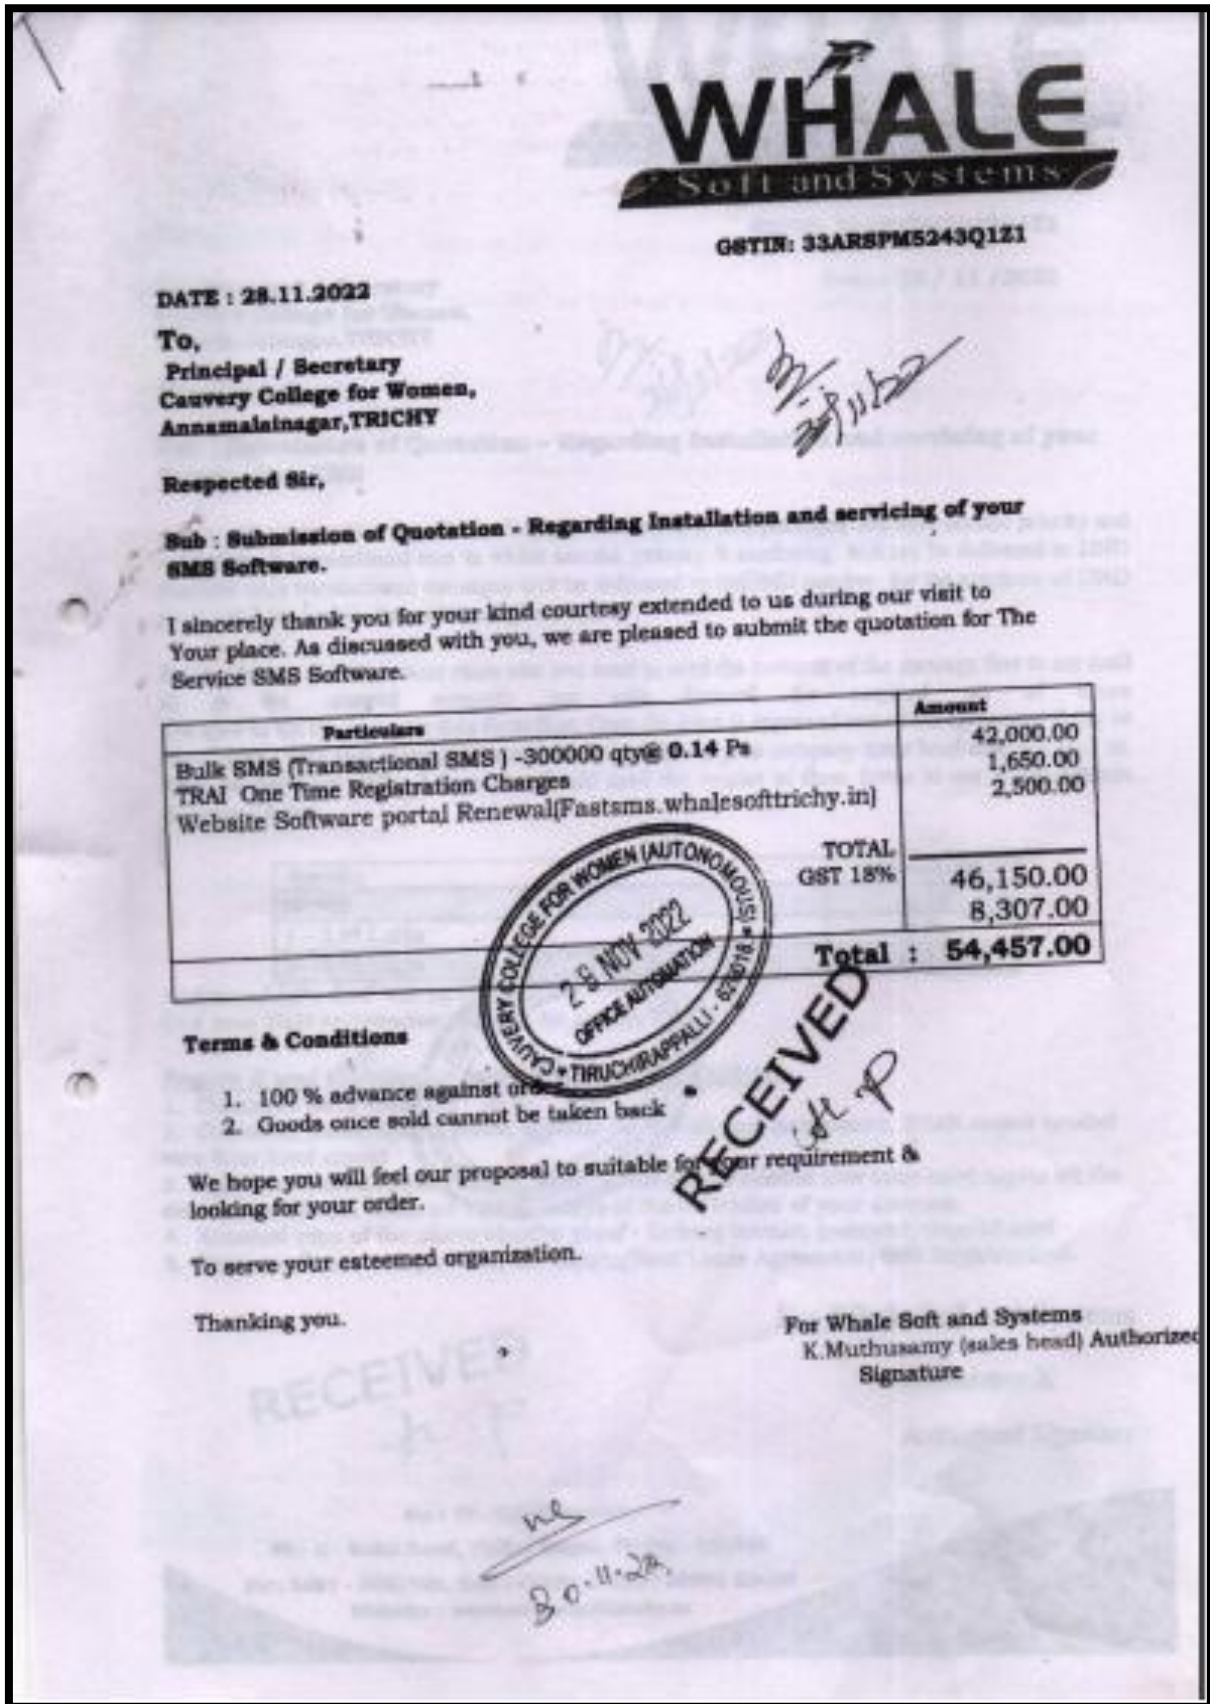 WHALE
Soft and Systems
GSTIN: 33ARSPM5243Q1Z1
DATE : 28.11.2022
To,
Principal / Secretary
Cauvery College for Women,
Annamalainagar,TRICHY
28/11/22
Respected Sir,
Sub : Submission of Quotation - Regarding Installation and servicing of your
SMS Software.
I sincerely thank you for your kind courtesy extended to us during our visit to
Your place. As discussed with you, we are pleased to submit the quotation for The
Service SMS Software.
Particulars Amount
Bulk SMS (Transactional SMS ) -300000 qty@ 0.14 Ps 42,000.00
TRAI One Time Registration Charges 1,650.00
Website Software portal Renewal(Fastsms.whalesofttrichy.in) 2,500.00
TOTAL 46,150.00
GST 18% 8,307.00
Total : 54,457.00
CAUVERY COLLEGE FOR WOMEN (AUTONOMOUS)
NOV 2022
OFFICE AUTOMATION
TIRUCHIRAPPALLI - 620018
RECEIVED
Terms & Conditions
1. 100 % advance against order
2. Goods once sold cannot be taken back
We hope you will feel our proposal to suitable for your requirement &
looking for your order.
To serve your esteemed organization.
Thanking you.
For Whale Soft and Systems
K.Muthusamy (sales head) Authorized
Signature
RECEIVED
30.11.22